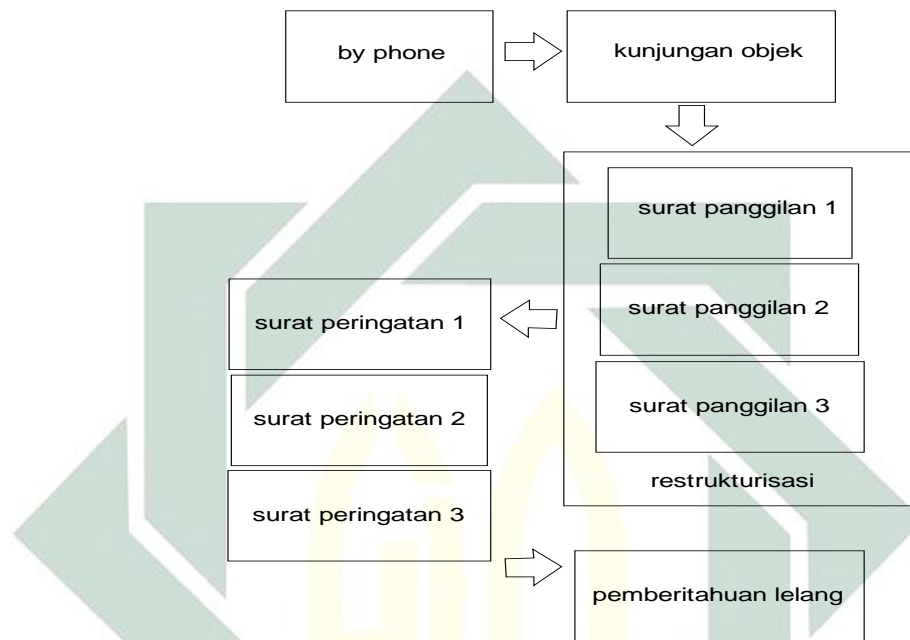 by phone
kunjungan objek
surat panggilan 1
surat panggilan 2
surat panggilan 3
restrukturisasi
surat peringatan 1
surat peringatan 2
surat peringatan 3
pemberitahuan lelang